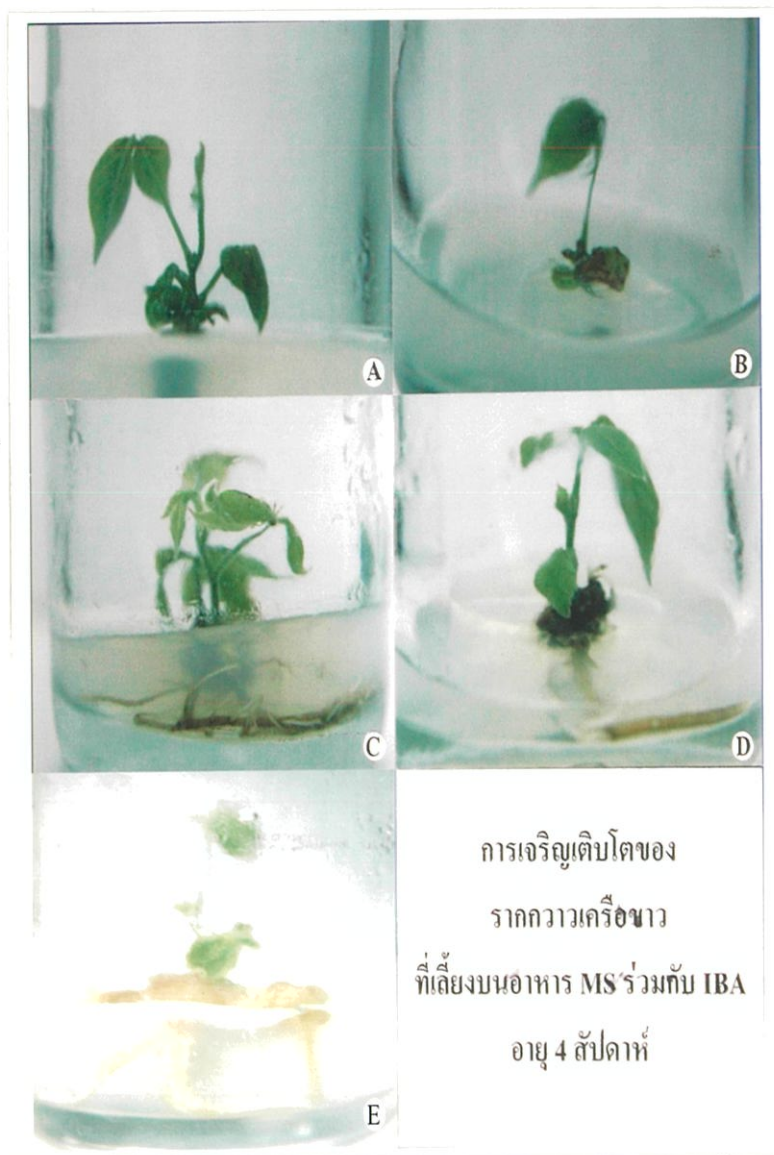 A
B
C
D
E
การเจริญเติบโตของ
รากกวาวเครือขาว
ที่เลี้ยงบนอาหาร MS ร่วมกับ IBA
อายุ 4 สัปดาห์